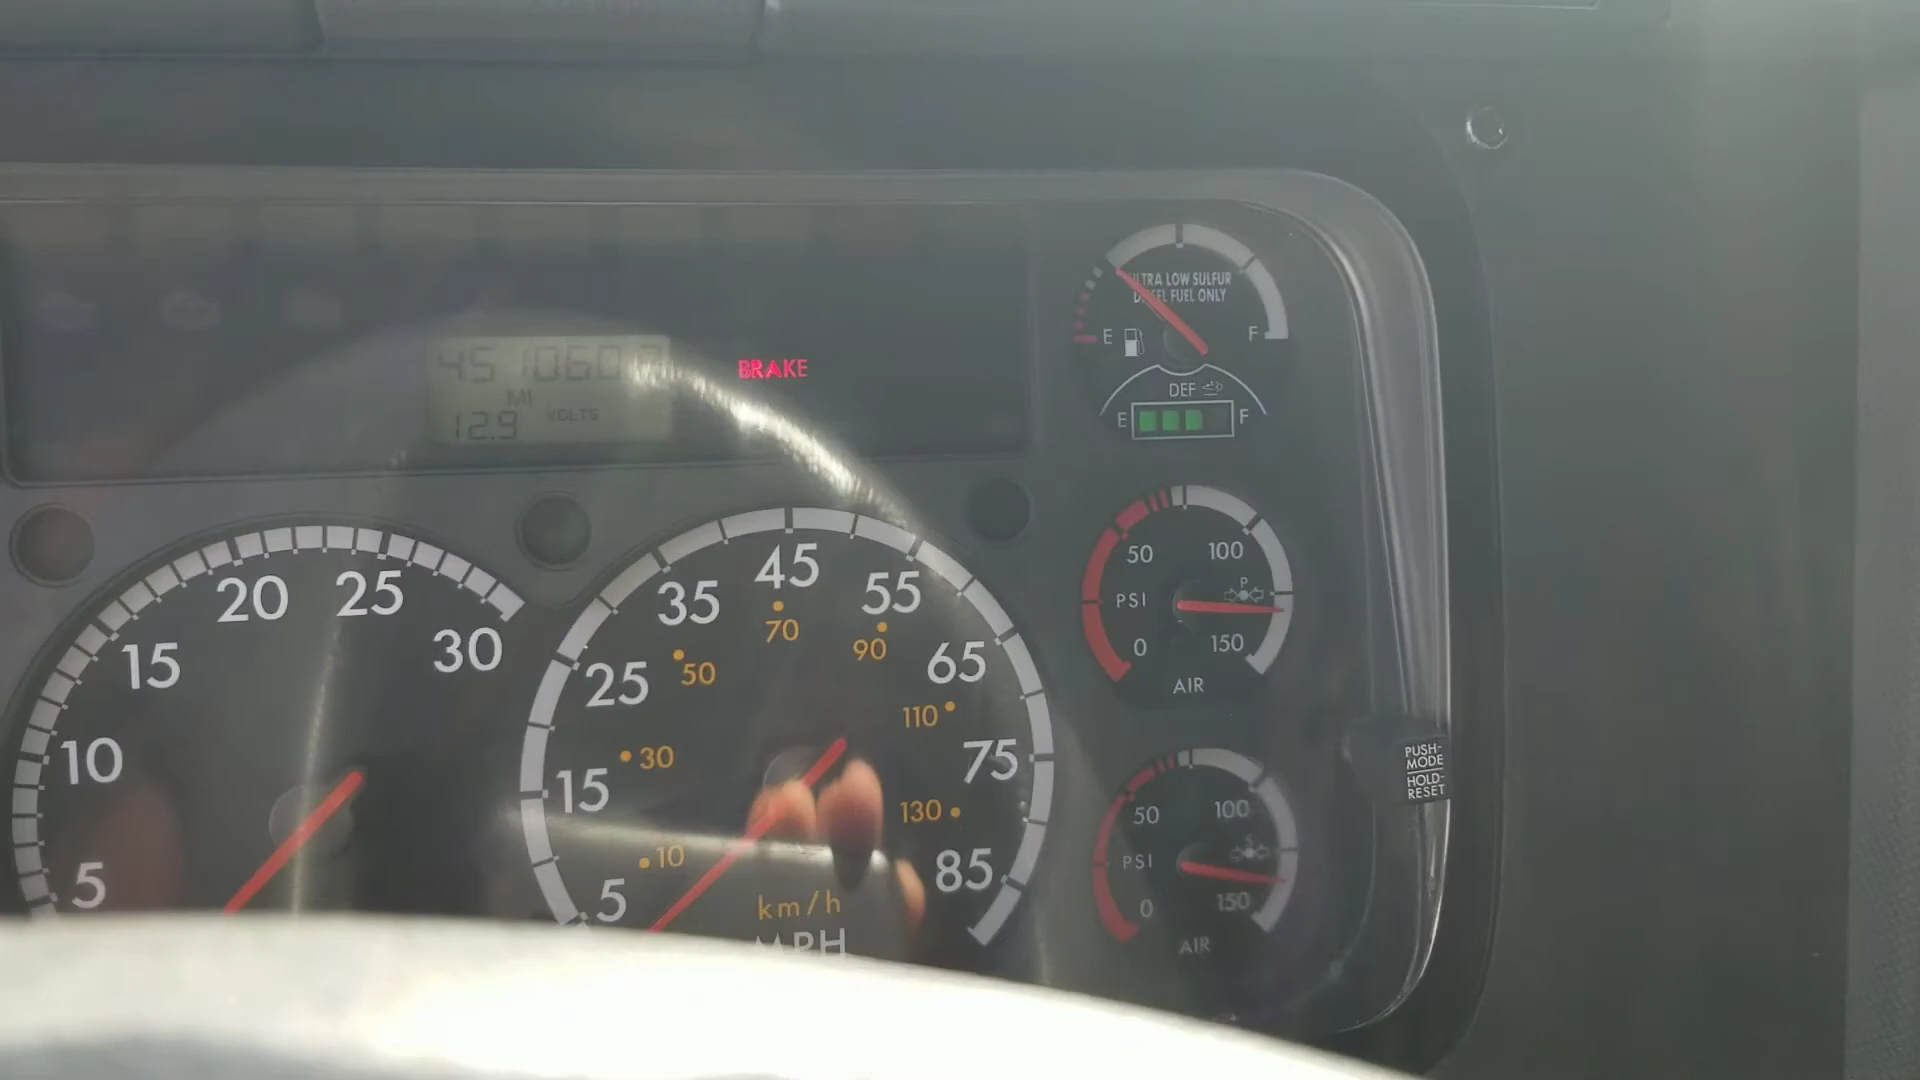 ULTRA LOW SULFUR
DIESEL FUEL ONLY
E F
DEF
E F
BRAKE
MI
12.9 VOLTS
5
10
15
20
25
30
5
15
25
35
45
55
65
75
85
10
30
50
70
90
110
130
km/h
MPH
50 100
P
PSI
0 150
AIR
50 100
S
PSI
0 150
AIR
PUSH-
MODE
HOLD-
RESET